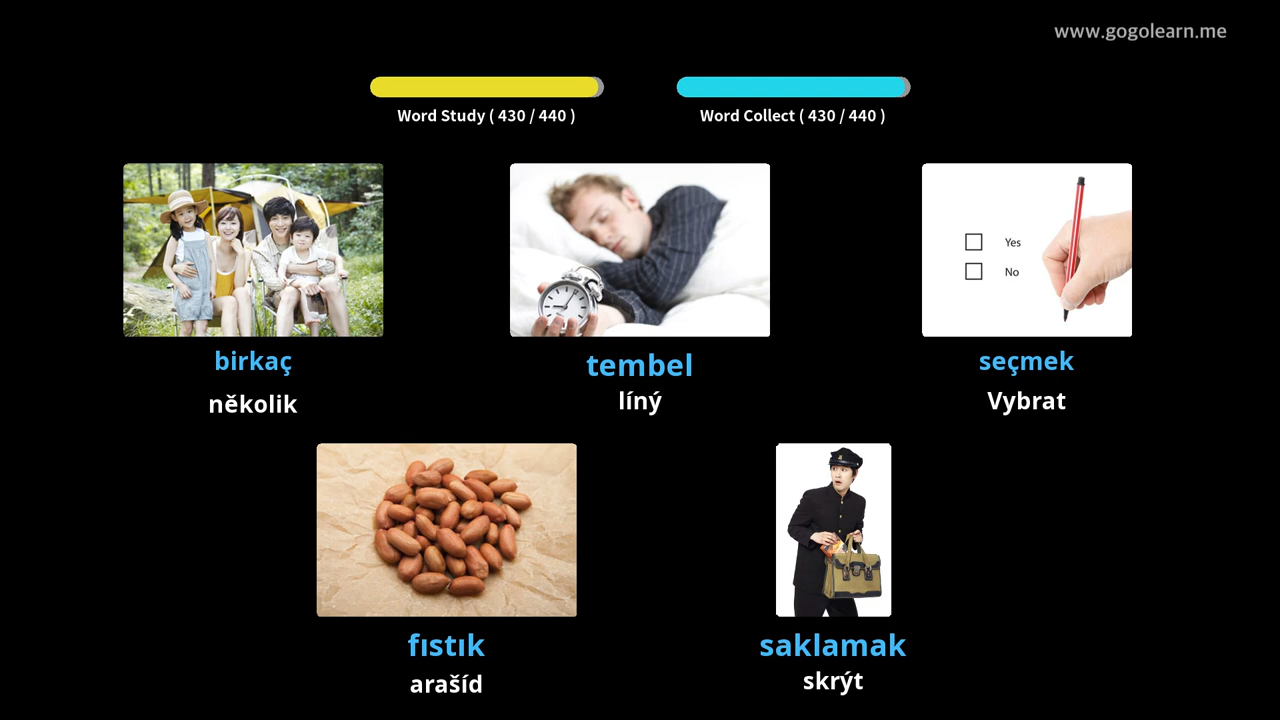 www.gogolearn.me
Word Study ( 430 / 440 )
Word Collect ( 430 / 440 )
Yes
No
birkaç
několik
tembel
líný
seçmek
Vybrat
fıstık
arašíd
saklamak
skrýt